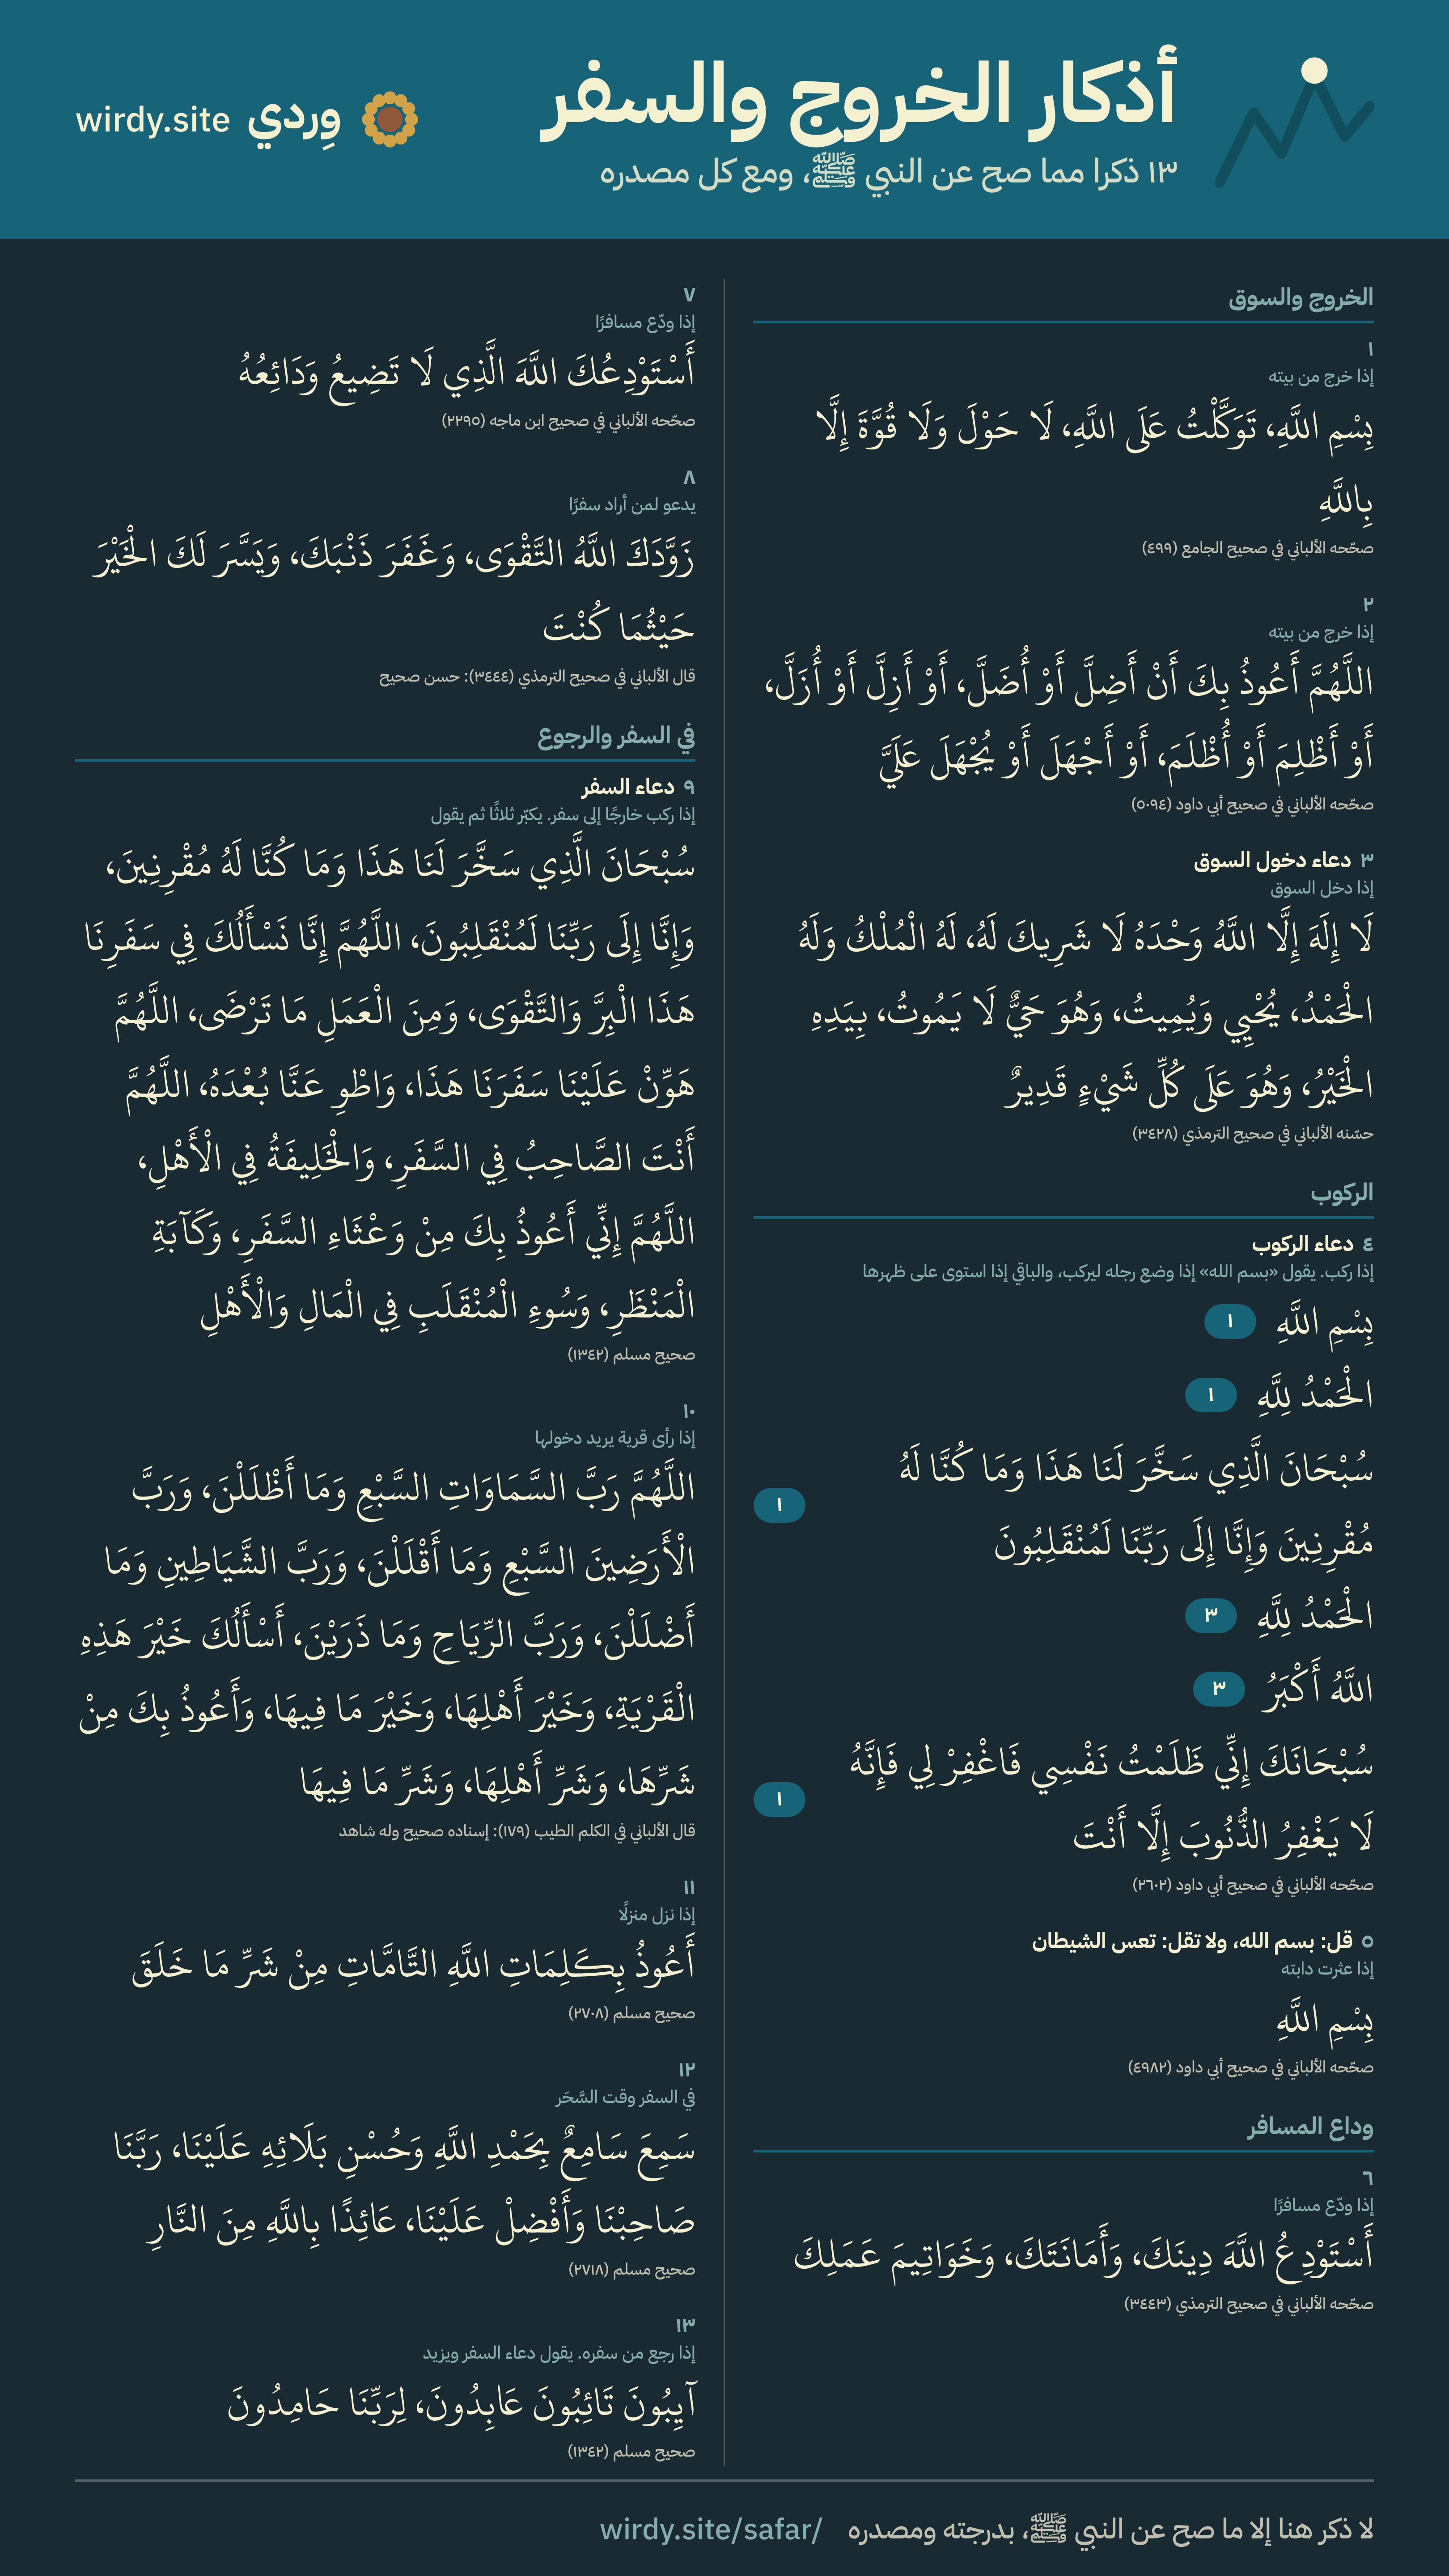 أذكار الخروج والسفر
١٣ ذكرا مما صح عن النبي ﷺ، ومع كل مصدره
وِردي wirdy.site
الخروج والسوق
١
إذا خرج من بيته
بِسْمِ اللَّهِ، تَوَكَّلْتُ عَلَى اللَّهِ، لَا حَوْلَ وَلَا قُوَّةَ إِلَّا
بِاللَّهِ
صحّحه الألباني في صحيح الجامع (٤٩٩)
٢
إذا خرج من بيته
اللَّهُمَّ أَعُوذُ بِكَ أَنْ أَضِلَّ أَوْ أُضَلَّ، أَوْ أَزِلَّ أَوْ أُزَلَّ،
أَوْ أَظْلِمَ أَوْ أُظْلَمَ، أَوْ أَجْهَلَ أَوْ يُجْهَلَ عَلَيَّ
صحّحه الألباني في صحيح أبي داود (٥٠٩٤)
٣ دعاء دخول السوق
إذا دخل السوق
لَا إِلَهَ إِلَّا اللَّهُ وَحْدَهُ لَا شَرِيكَ لَهُ، لَهُ الْمُلْكُ وَلَهُ
الْحَمْدُ، يُحْيِي وَيُمِيتُ، وَهُوَ حَيٌّ لَا يَمُوتُ، بِيَدِهِ
الْخَيْرُ، وَهُوَ عَلَى كُلِّ شَيْءٍ قَدِيرٌ
حسّنه الألباني في صحيح الترمذي (٣٤٢٨)
الركوب
٤ دعاء الركوب
إذا ركب. يقول «بسم الله» إذا وضع رجله ليركب، والباقي إذا استوى على ظهرها
بِسْمِ اللَّهِ ١
الْحَمْدُ لِلَّهِ ١
سُبْحَانَ الَّذِي سَخَّرَ لَنَا هَذَا وَمَا كُنَّا لَهُ
مُقْرِنِينَ وَإِنَّا إِلَى رَبِّنَا لَمُنْقَلِبُونَ ١
الْحَمْدُ لِلَّهِ ٣
اللَّهُ أَكْبَرُ ٣
سُبْحَانَكَ إِنِّي ظَلَمْتُ نَفْسِي فَاغْفِرْ لِي فَإِنَّهُ
لَا يَغْفِرُ الذُّنُوبَ إِلَّا أَنْتَ ١
صحّحه الألباني في صحيح أبي داود (٢٦٠٢)
٥ قل: بسم الله، ولا تقل: تعس الشيطان
إذا عثرت دابته
بِسْمِ اللَّهِ
صحّحه الألباني في صحيح أبي داود (٤٩٨٢)
وداع المسافر
٦
إذا ودّع مسافرًا
أَسْتَوْدِعُ اللَّهَ دِينَكَ، وَأَمَانَتَكَ، وَخَوَاتِيمَ عَمَلِكَ
صحّحه الألباني في صحيح الترمذي (٣٤٤٣)
٧
إذا ودّع مسافرًا
أَسْتَوْدِعُكَ اللَّهَ الَّذِي لَا تَضِيعُ وَدَائِعُهُ
صحّحه الألباني في صحيح ابن ماجه (٢٢٩٥)
٨
يدعو لمن أراد سفرًا
زَوَّدَكَ اللَّهُ التَّقْوَى، وَغَفَرَ ذَنْبَكَ، وَيَسَّرَ لَكَ الْخَيْرَ
حَيْثُمَا كُنْتَ
قال الألباني في صحيح الترمذي (٣٤٤٤): حسن صحيح
في السفر والرجوع
٩ دعاء السفر
إذا ركب خارجًا إلى سفر. يكبّر ثلاثًا ثم يقول
سُبْحَانَ الَّذِي سَخَّرَ لَنَا هَذَا وَمَا كُنَّا لَهُ مُقْرِنِينَ،
وَإِنَّا إِلَى رَبِّنَا لَمُنْقَلِبُونَ، اللَّهُمَّ إِنَّا نَسْأَلُكَ فِي سَفَرِنَا
هَذَا الْبِرَّ وَالتَّقْوَى، وَمِنَ الْعَمَلِ مَا تَرْضَى، اللَّهُمَّ
هَوِّنْ عَلَيْنَا سَفَرَنَا هَذَا، وَاطْوِ عَنَّا بُعْدَهُ، اللَّهُمَّ
أَنْتَ الصَّاحِبُ فِي السَّفَرِ، وَالْخَلِيفَةُ فِي الْأَهْلِ،
اللَّهُمَّ إِنِّي أَعُوذُ بِكَ مِنْ وَعْثَاءِ السَّفَرِ، وَكَآبَةِ
الْمَنْظَرِ، وَسُوءِ الْمُنْقَلَبِ فِي الْمَالِ وَالْأَهْلِ
صحيح مسلم (١٣٤٢)
١٠
إذا رأى قرية يريد دخولها
اللَّهُمَّ رَبَّ السَّمَاوَاتِ السَّبْعِ وَمَا أَظْلَلْنَ، وَرَبَّ
الْأَرَضِينَ السَّبْعِ وَمَا أَقْلَلْنَ، وَرَبَّ الشَّيَاطِينِ وَمَا
أَضْلَلْنَ، وَرَبَّ الرِّيَاحِ وَمَا ذَرَيْنَ، أَسْأَلُكَ خَيْرَ هَذِهِ
الْقَرْيَةِ، وَخَيْرَ أَهْلِهَا، وَخَيْرَ مَا فِيهَا، وَأَعُوذُ بِكَ مِنْ
شَرِّهَا، وَشَرِّ أَهْلِهَا، وَشَرِّ مَا فِيهَا
قال الألباني في الكلم الطيب (١٧٩): إسناده صحيح وله شاهد
١١
إذا نزل منزلًا
أَعُوذُ بِكَلِمَاتِ اللَّهِ التَّامَّاتِ مِنْ شَرِّ مَا خَلَقَ
صحيح مسلم (٢٧٠٨)
١٢
في السفر وقت السَّحَر
سَمِعَ سَامِعٌ بِحَمْدِ اللَّهِ وَحُسْنِ بَلَائِهِ عَلَيْنَا، رَبَّنَا
صَاحِبْنَا وَأَفْضِلْ عَلَيْنَا، عَائِذًا بِاللَّهِ مِنَ النَّارِ
صحيح مسلم (٢٧١٨)
١٣
إذا رجع من سفره. يقول دعاء السفر ويزيد
آيِبُونَ تَائِبُونَ عَابِدُونَ، لِرَبِّنَا حَامِدُونَ
صحيح مسلم (١٣٤٢)
لا ذكر هنا إلا ما صح عن النبي ﷺ، بدرجته ومصدره wirdy.site/safar/